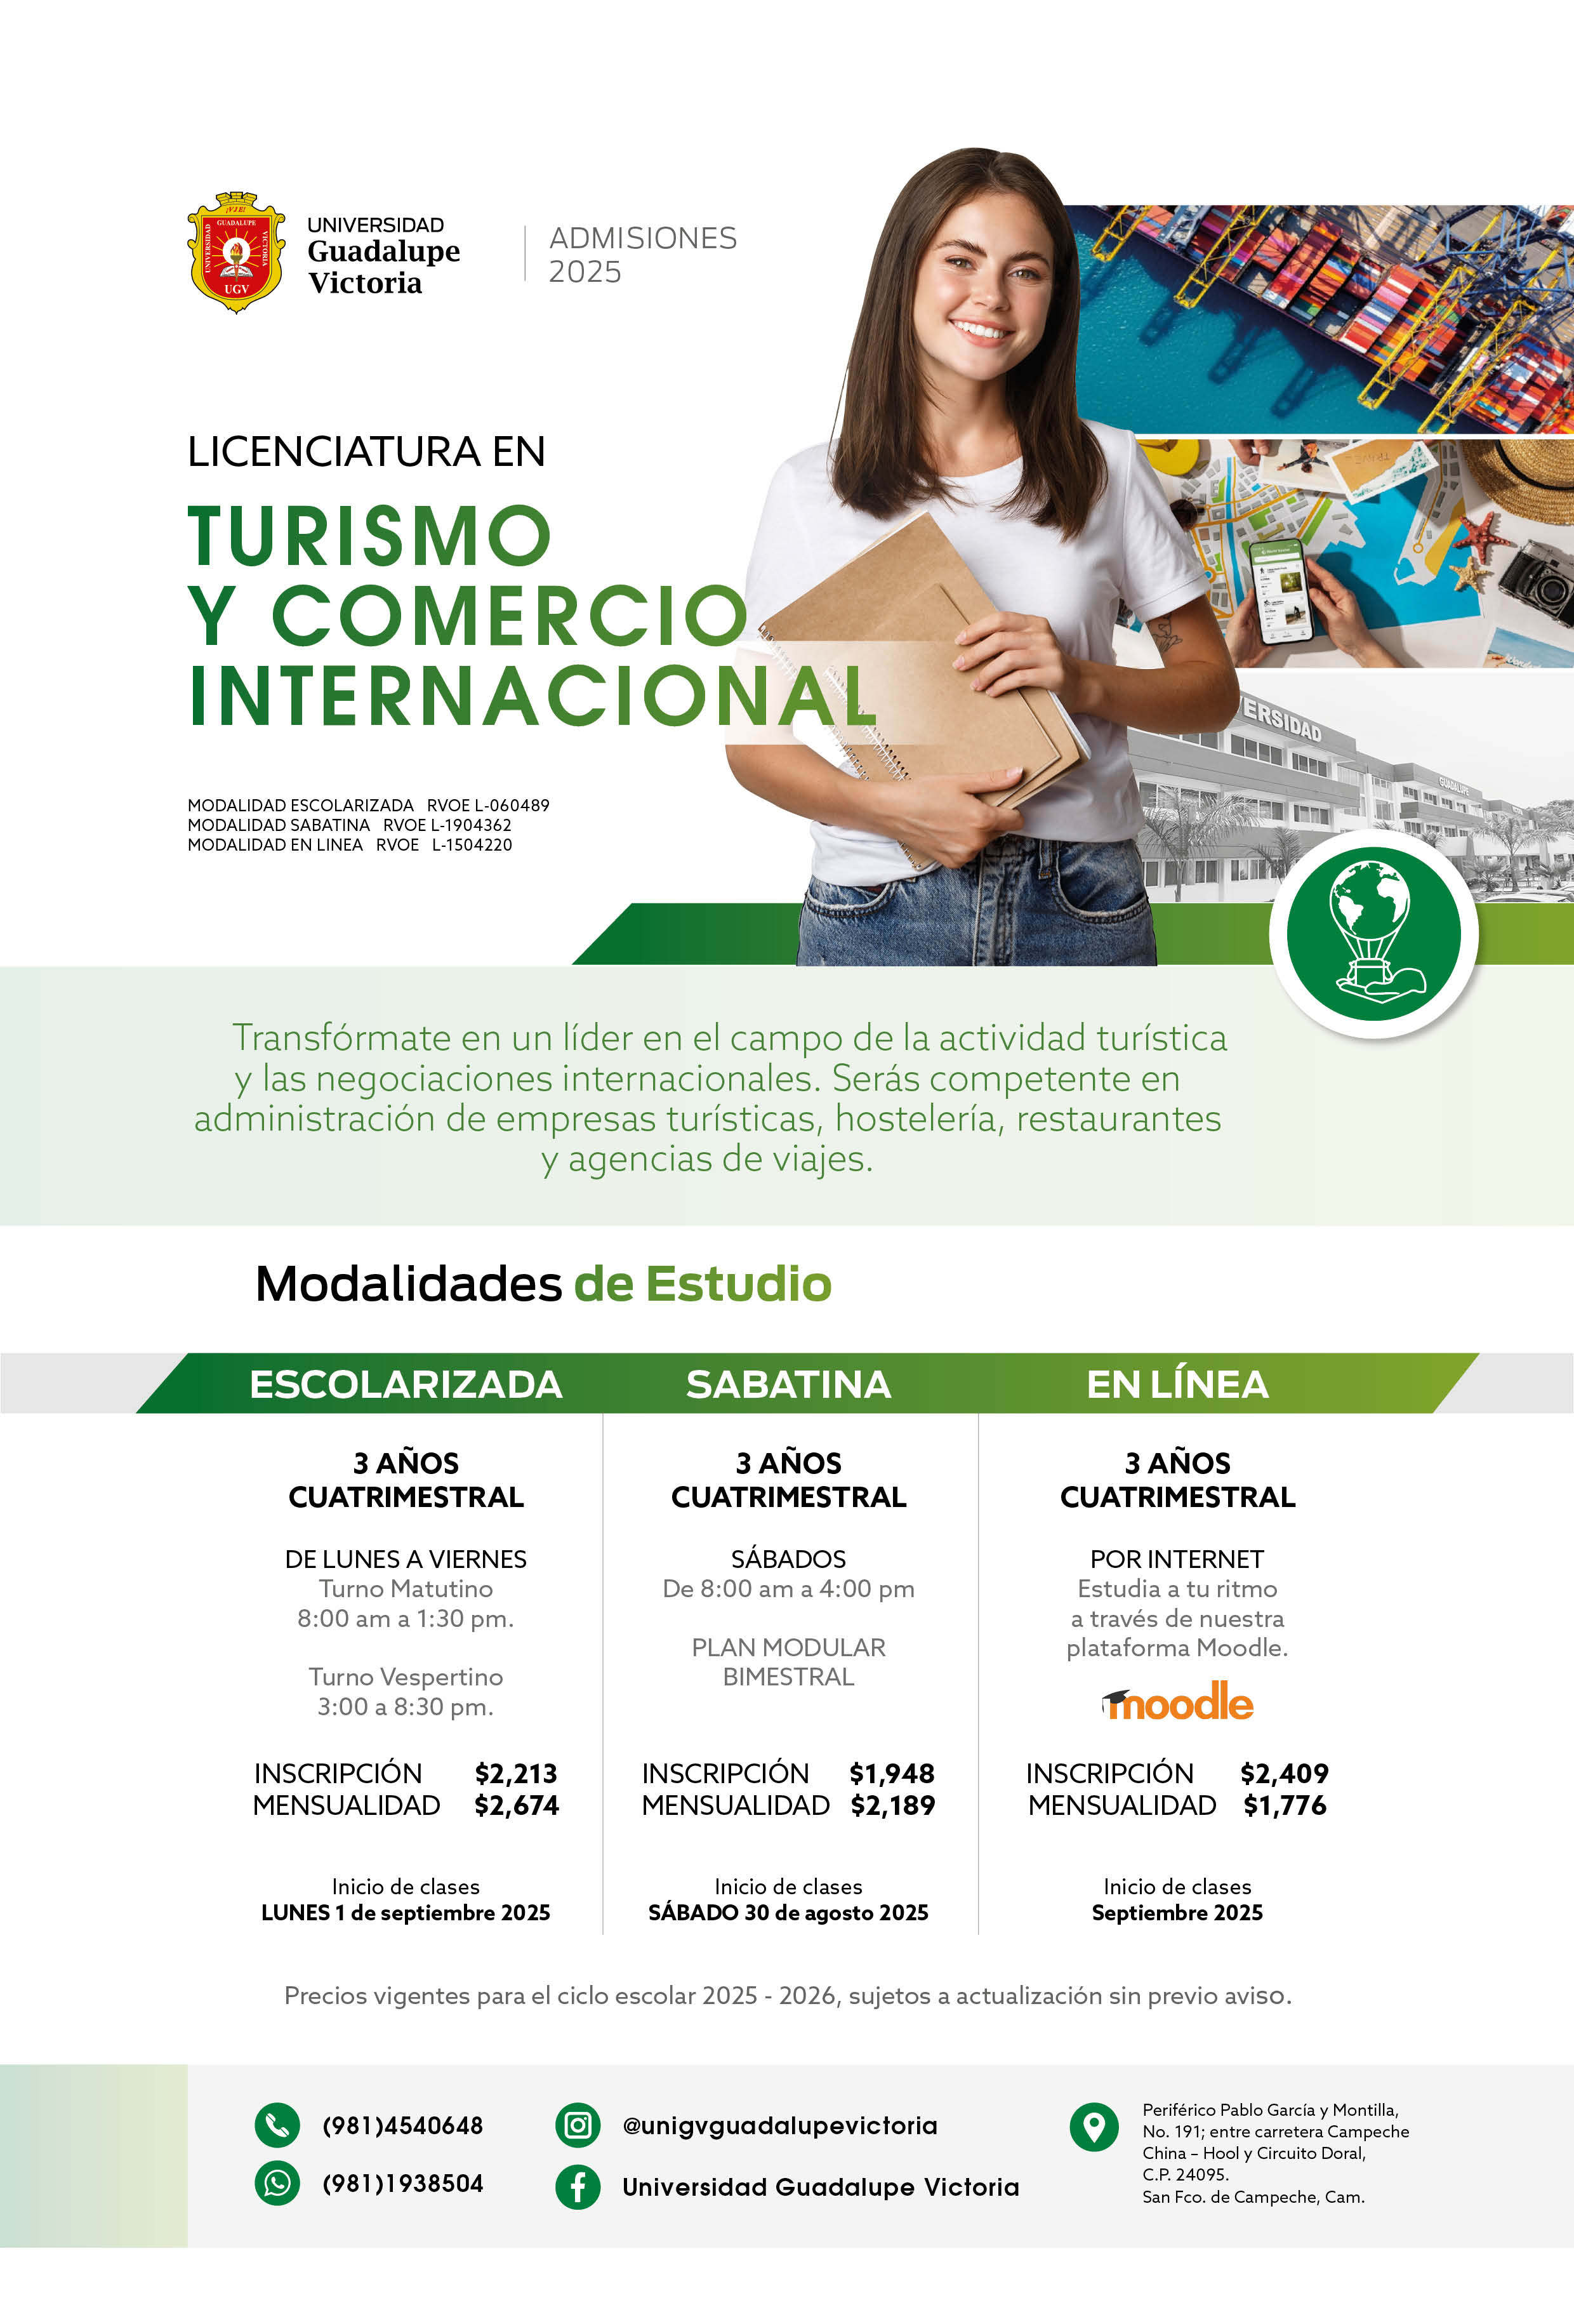 ¡VIE!
UNIVERSIDAD
GUADALUPE
VICTORIA
UGV
UNIVERSIDAD
Guadalupe
Victoria
ADMISIONES
2025
LICENCIATURA EN
TURISMO
Y COMERCIO
INTERNACIONAL
MODALIDAD ESCOLARIZADA RVOE L-060489
MODALIDAD SABATINA RVOE L-1904362
MODALIDAD EN LINEA RVOE L-1504220
TRAVEL
ERSIDAD
GUADALUPE
Transfórmate en un líder en el campo de la actividad turística
y las negociaciones internacionales. Serás competente en
administración de empresas turísticas, hostelería, restaurantes
y agencias de viajes.
Modalidades de Estudio
ESCOLARIZADA
3 AÑOS
CUATRIMESTRAL
DE LUNES A VIERNES
Turno Matutino
8:00 am a 1:30 pm.
Turno Vespertino
3:00 a 8:30 pm.
INSCRIPCIÓN $2,213
MENSUALIDAD $2,674
Inicio de clases
LUNES 1 de septiembre 2025
SABATINA
3 AÑOS
CUATRIMESTRAL
SÁBADOS
De 8:00 am a 4:00 pm
PLAN MODULAR
BIMESTRAL
INSCRIPCIÓN $1,948
MENSUALIDAD $2,189
Inicio de clases
SÁBADO 30 de agosto 2025
EN LÍNEA
3 AÑOS
CUATRIMESTRAL
POR INTERNET
Estudia a tu ritmo
a través de nuestra
plataforma Moodle.
moodle
INSCRIPCIÓN $2,409
MENSUALIDAD $1,776
Inicio de clases
Septiembre 2025
Precios vigentes para el ciclo escolar 2025 - 2026, sujetos a actualización sin previo aviso.
(981)4540648
(981)1938504
@unigvguadalupevictoria
Universidad Guadalupe Victoria
Periférico Pablo García y Montilla,
No. 191; entre carretera Campeche
China – Hool y Circuito Doral,
C.P. 24095.
San Fco. de Campeche, Cam.